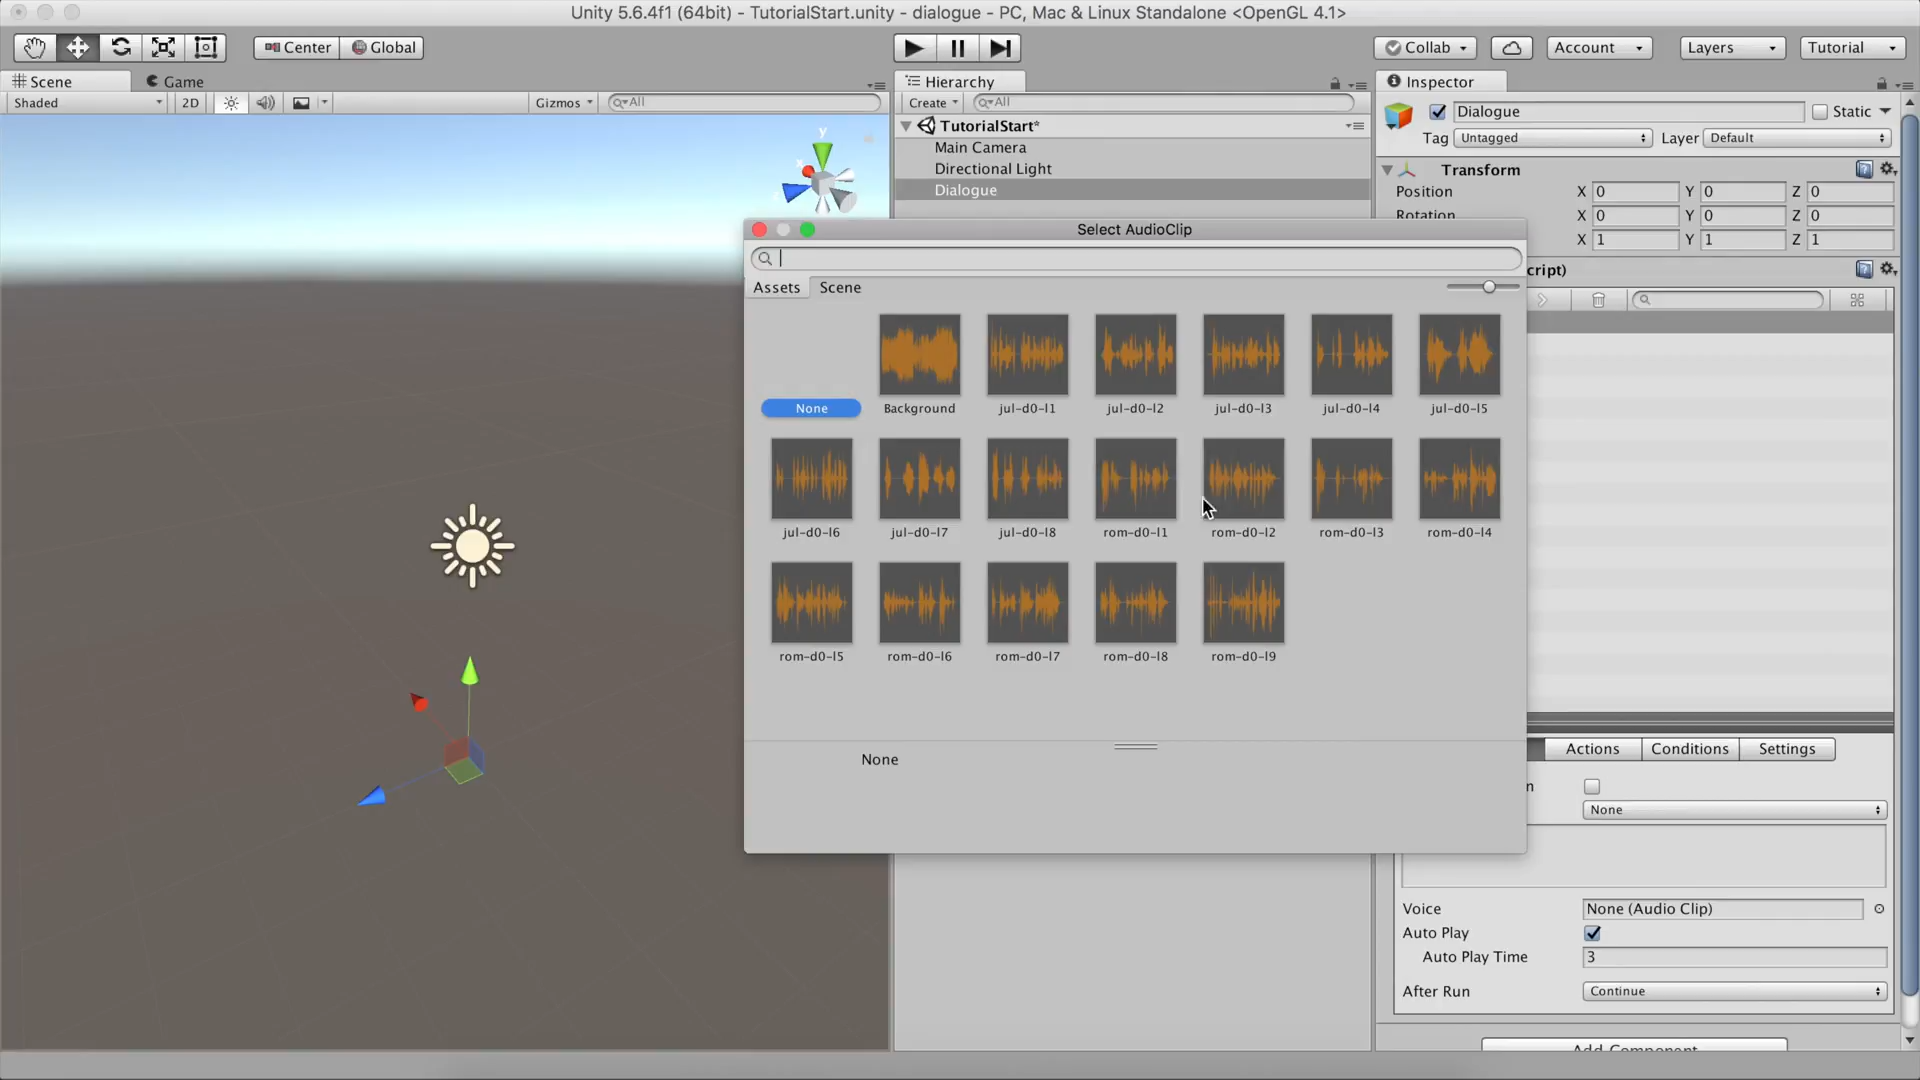 Unity 5.6.4f1 (64bit) - TutorialStart.unity - dialogue - PC, Mac & Linux Standalone <OpenGL 4.1>
Center
Global
Collab
Account
Layers
Tutorial
Scene
Game
Hierarchy
Inspector
Shaded
2D
Gizmos
All
Create
All
TutorialStart*
Main Camera
Directional Light
Dialogue
y
x
Dialogue
Static
Tag
Untagged
Layer
Default
Transform
Position
X 0
Y 0
Z 0
Rotation
X 0
Y 0
Z 0
X 1
Y 1
Z 1
cript)
Select AudioClip
Assets
Scene
None
Background
jul-d0-l1
jul-d0-l2
jul-d0-l3
jul-d0-l4
jul-d0-l5
jul-d0-l6
jul-d0-l7
jul-d0-l8
rom-d0-l1
rom-d0-l2
rom-d0-l3
rom-d0-l4
rom-d0-l5
rom-d0-l6
rom-d0-l7
rom-d0-l8
rom-d0-l9
None
Actions
Conditions
Settings
n
None
Voice
None (Audio Clip)
Auto Play
Auto Play Time
3
After Run
Continue
Add Component